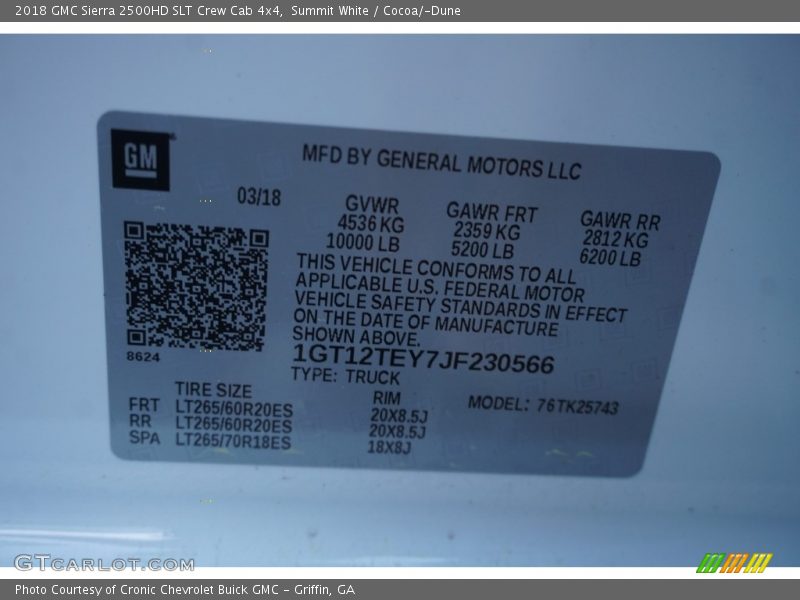 2018 GMC Sierra 2500HD SLT Crew Cab 4x4, Summit White / Cocoa/-Dune
GM
MFD BY GENERAL MOTORS LLC
03/18
GVWR GAWR FRT GAWR RR
4536 KG 2359 KG 2812 KG
10000 LB 5200 LB 6200 LB
THIS VEHICLE CONFORMS TO ALL
APPLICABLE U.S. FEDERAL MOTOR
VEHICLE SAFETY STANDARDS IN EFFECT
ON THE DATE OF MANUFACTURE
SHOWN ABOVE.
8624
1GT12TEY7JF230566
TYPE: TRUCK
TIRE SIZE RIM MODEL: 76TK25743
FRT LT265/60R20ES 20X8.5J
RR LT265/60R20ES 20X8.5J
SPA LT265/70R18ES 18X8J
GTCarlot.com
Photo Courtesy of Cronic Chevrolet Buick GMC - Griffin, GA